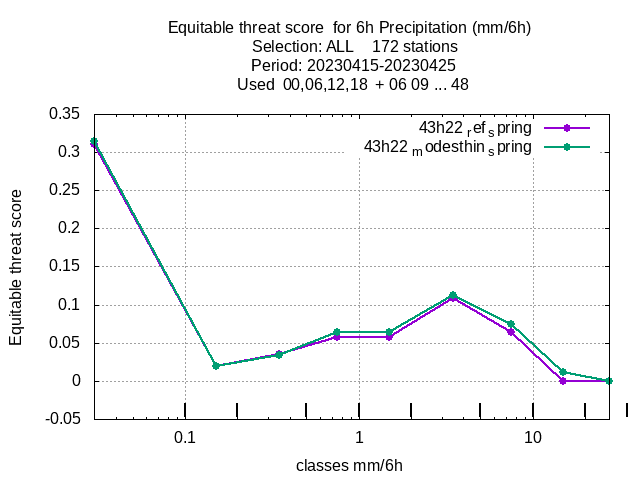 Equitable threat score  for 6h Precipitation (mm/6h)
Selection: ALL    172 stations
Period: 20230415-20230425
Used  00,06,12,18  + 06 09 ... 48
0.35
43h22 ref spring
0.3
43h22 modesthin spring
0.25
0.2
0.15
0.1
0.05
0
-0.05
Equitable threat score
0.1
1
10
classes mm/6h